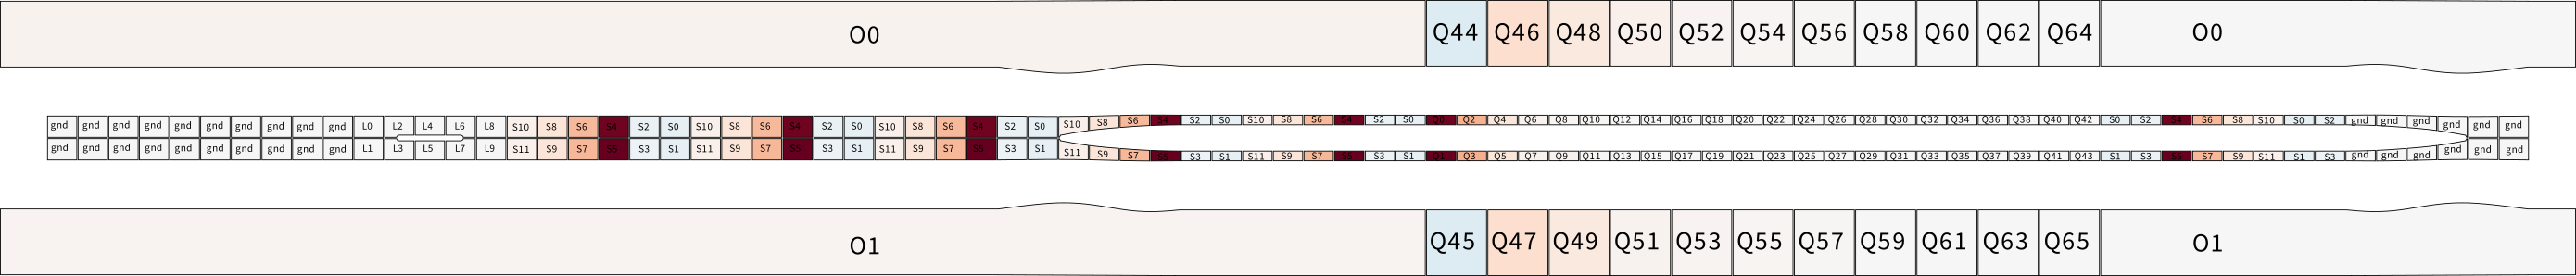 O0 Q44 Q46 Q48 Q50 Q52 Q54 Q56 Q58 Q60 Q62 Q64 O0
gnd gnd gnd gnd gnd gnd gnd gnd gnd gnd L0 L2 L4 L6 L8 S10 S8 S6 S4 S2 S0 S10 S8 S6 S4 S2 S0 S10 S8 S6 S4 S2 S0 S10 S8 S6 S4 S2 S0 S10 S8 S6 S4 S2 S0 Q0 Q2 Q4 Q6 Q8 Q10 Q12 Q14 Q16 Q18 Q20 Q22 Q24 Q26 Q28 Q30 Q32 Q34 Q36 Q38 Q40 Q42 S0 S2 S4 S6 S8 S10 S0 S2 gnd gnd gnd gnd gnd gnd
gnd gnd gnd gnd gnd gnd gnd gnd gnd gnd L1 L3 L5 L7 L9 S11 S9 S7 S5 S3 S1 S11 S9 S7 S5 S3 S1 S11 S9 S7 S5 S3 S1 S11 S9 S7 S5 S3 S1 S11 S9 S7 S5 S3 S1 Q1 Q3 Q5 Q7 Q9 Q11 Q13 Q15 Q17 Q19 Q21 Q23 Q25 Q27 Q29 Q31 Q33 Q35 Q37 Q39 Q41 Q43 S1 S3 S5 S7 S9 S11 S1 S3 gnd gnd gnd gnd gnd gnd
O1 Q45 Q47 Q49 Q51 Q53 Q55 Q57 Q59 Q61 Q63 Q65 O1